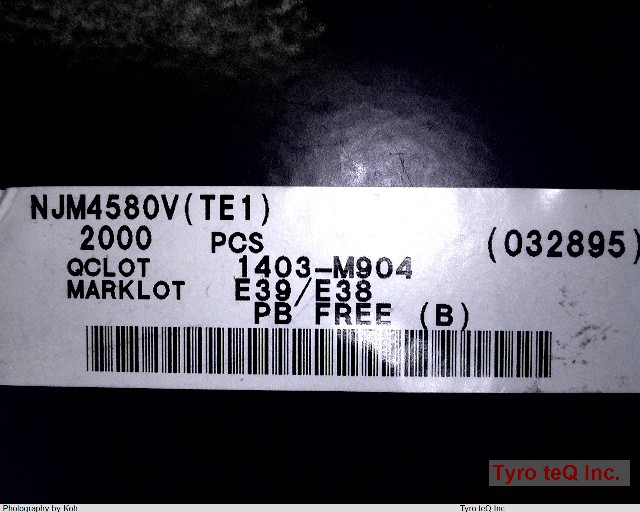 NJM4580V(TE1)
2000 PCS (032895)
QCLOT 1403-M904
MARKLOT E39/E38
PB FREE (B)
Tyro teQ Inc.
Photography by Koh Tyro teQ Inc